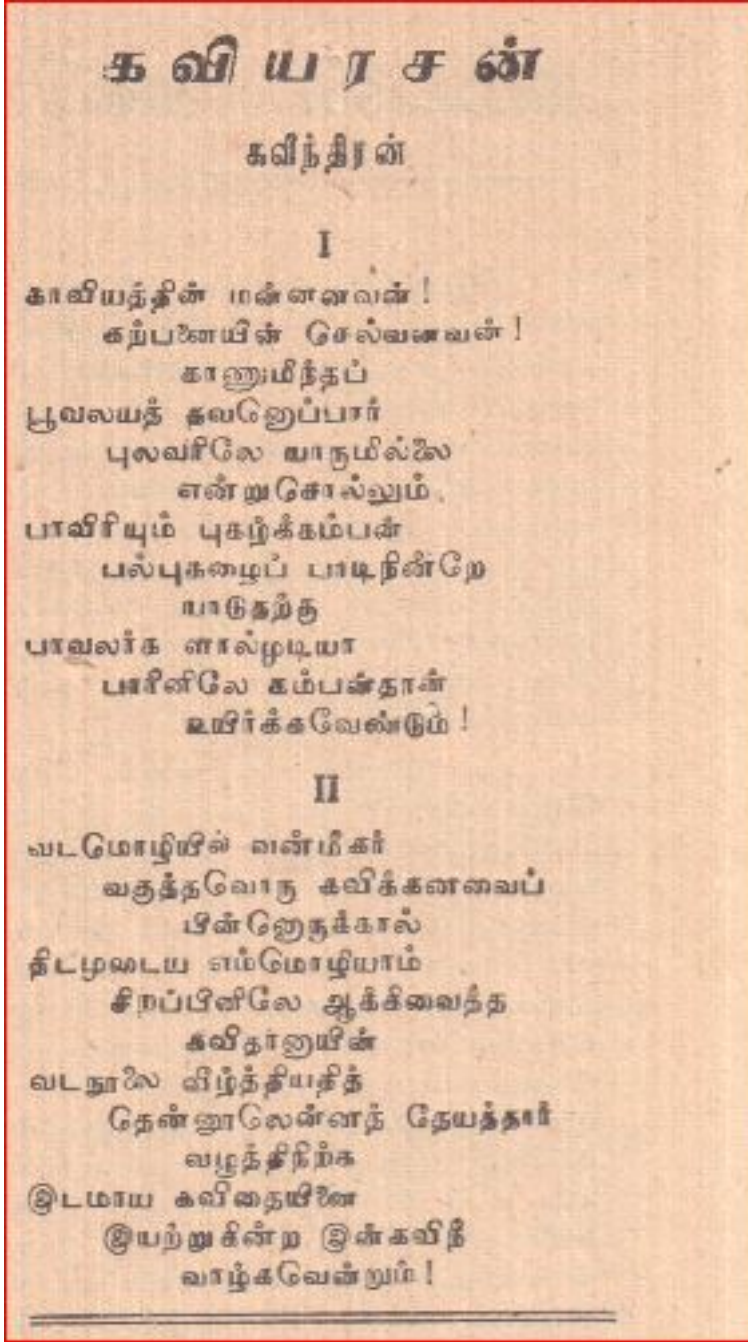 கவியரசன்
கவீந்திரன்
I
காவியத்தின் மன்னனவன் !
கற்பனையின் செல்வனவன் !
காணுமிந்தப்
பூவலயத் தவனொப்பார்
புலவரிலே யாருமில்லை
என்றுசொல்லும்
பாவிரியும் புகழ்க்கம்பன்
பல்புகழைப் பாடிநின்றே
யாடுதற்கு
பாவலர்க ளால்முடியா
பாரினிலே கம்பன்தான்
உயிர்க்கவேண்டும் !
II
வடமொழியில் வன்மீகர்
வகுத்தவொரு கவிக்கனவைப்
பின்னொருக்கால்
திடமுடைய எம்மொழியாம்
சிறப்பினிலே ஆக்கிவைத்த
கவிதானாயின்
வடநூலை வீழ்த்தியதித்
தென்னூலென்னத் தேயத்தார்
வழுத்திநிற்க
இடமாய கவிதையினை
இயற்றுகின்ற இன்கவிநீ
வாழ்கவென்றும் !